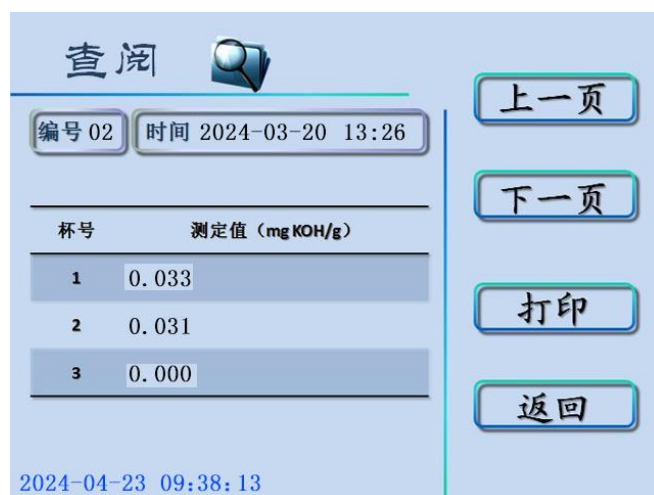 查阅
编号 02 时间 2024-03-20 13:26
杯号 测定值（mg KOH/g）
1 0.033
2 0.031
3 0.000
2024-04-23 09:38:13
上一页
下一页
打印
返回